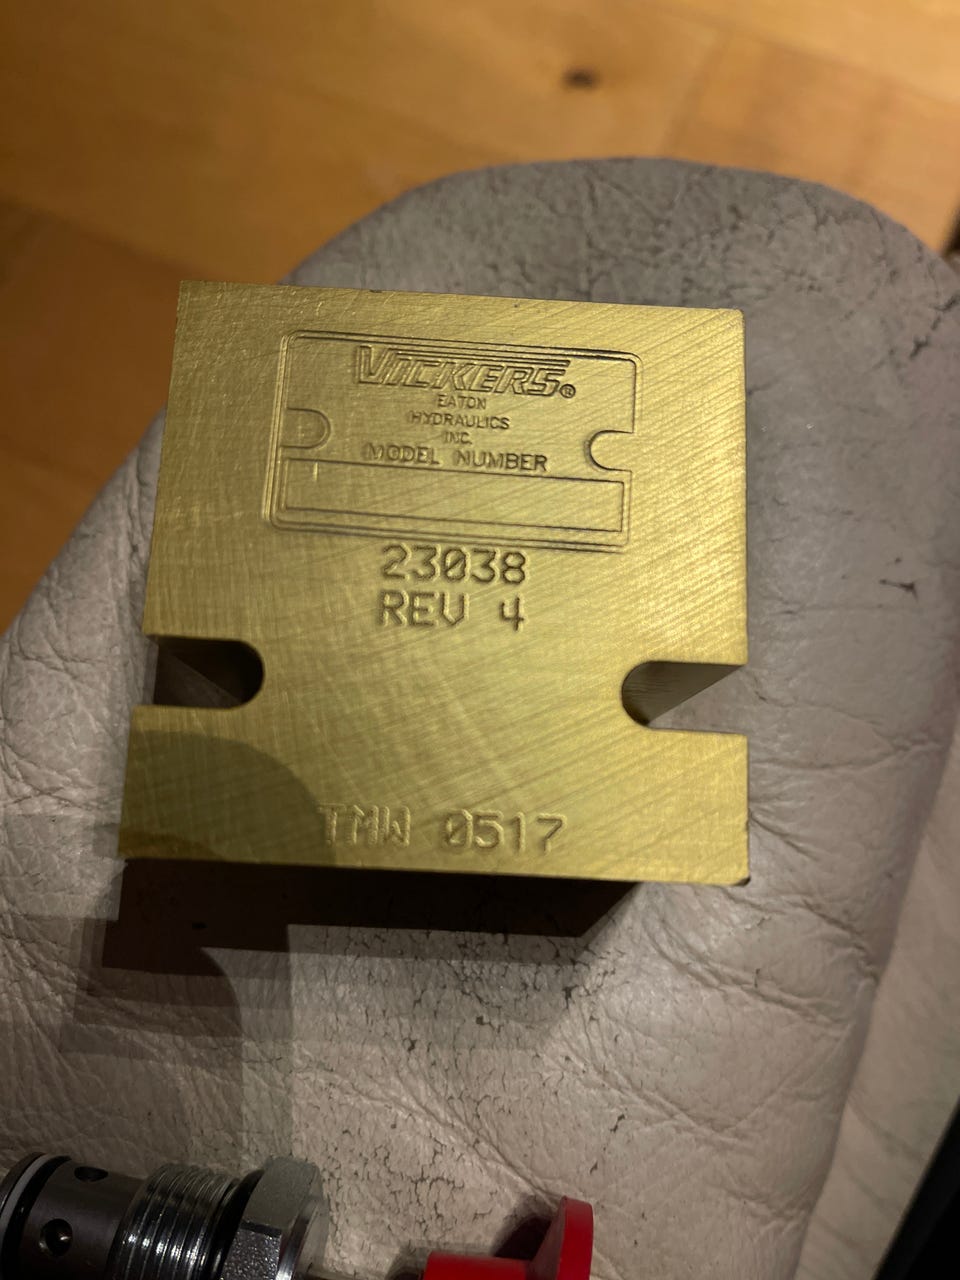 VICKERS®
EATON
HYDRAULICS
INC.
MODEL NUMBER
23038
REV 4
TMW 0517